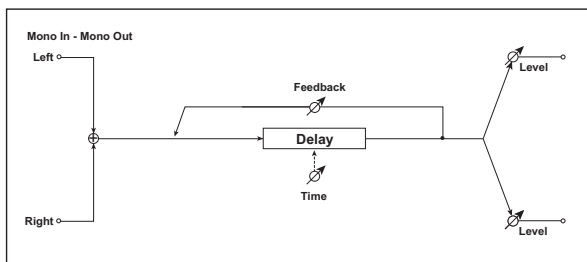 Mono In - Mono Out
Left
Level
Feedback
Delay
Time
Right
Level